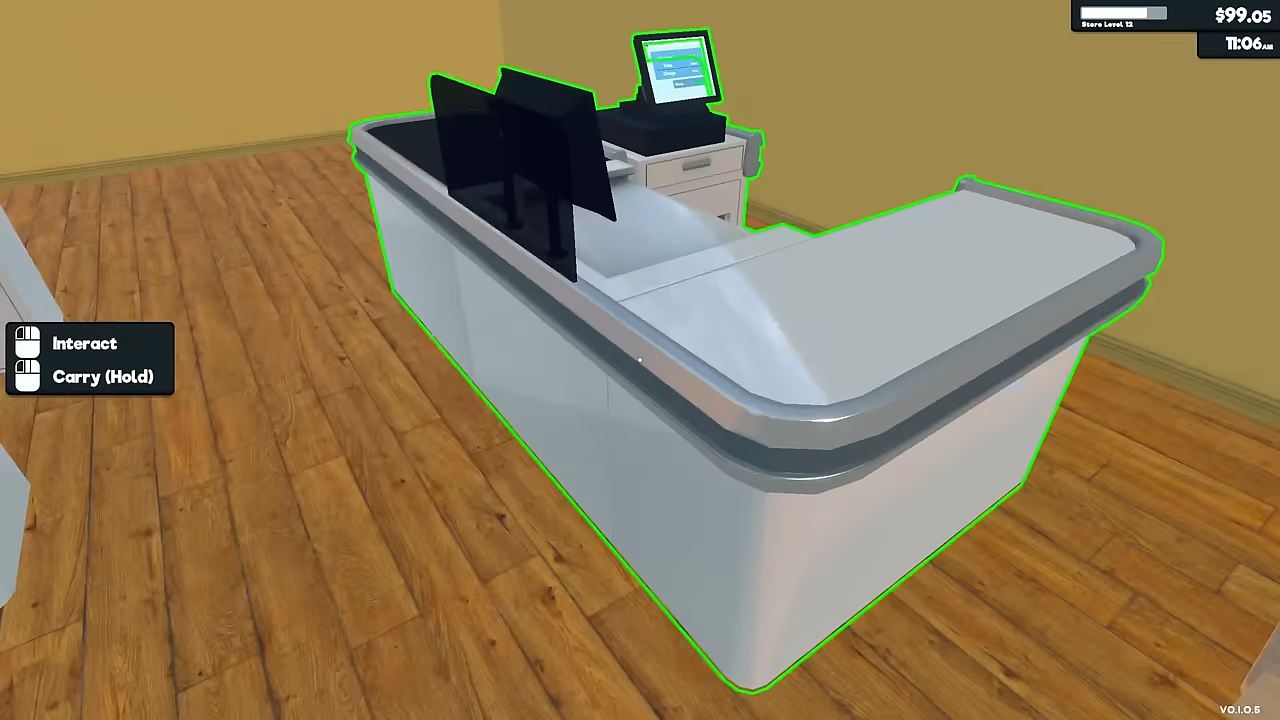 $99.05
Store Level 12
11:06AM
Interact
Carry (Hold)
V0.1.0.5